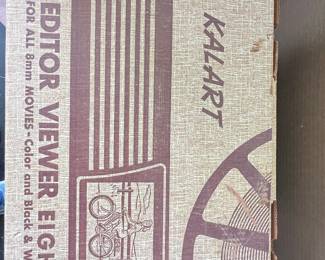 KALART
EDITOR VIEWER EIGH
FOR ALL 8mm MOVIES-Color and Black & W